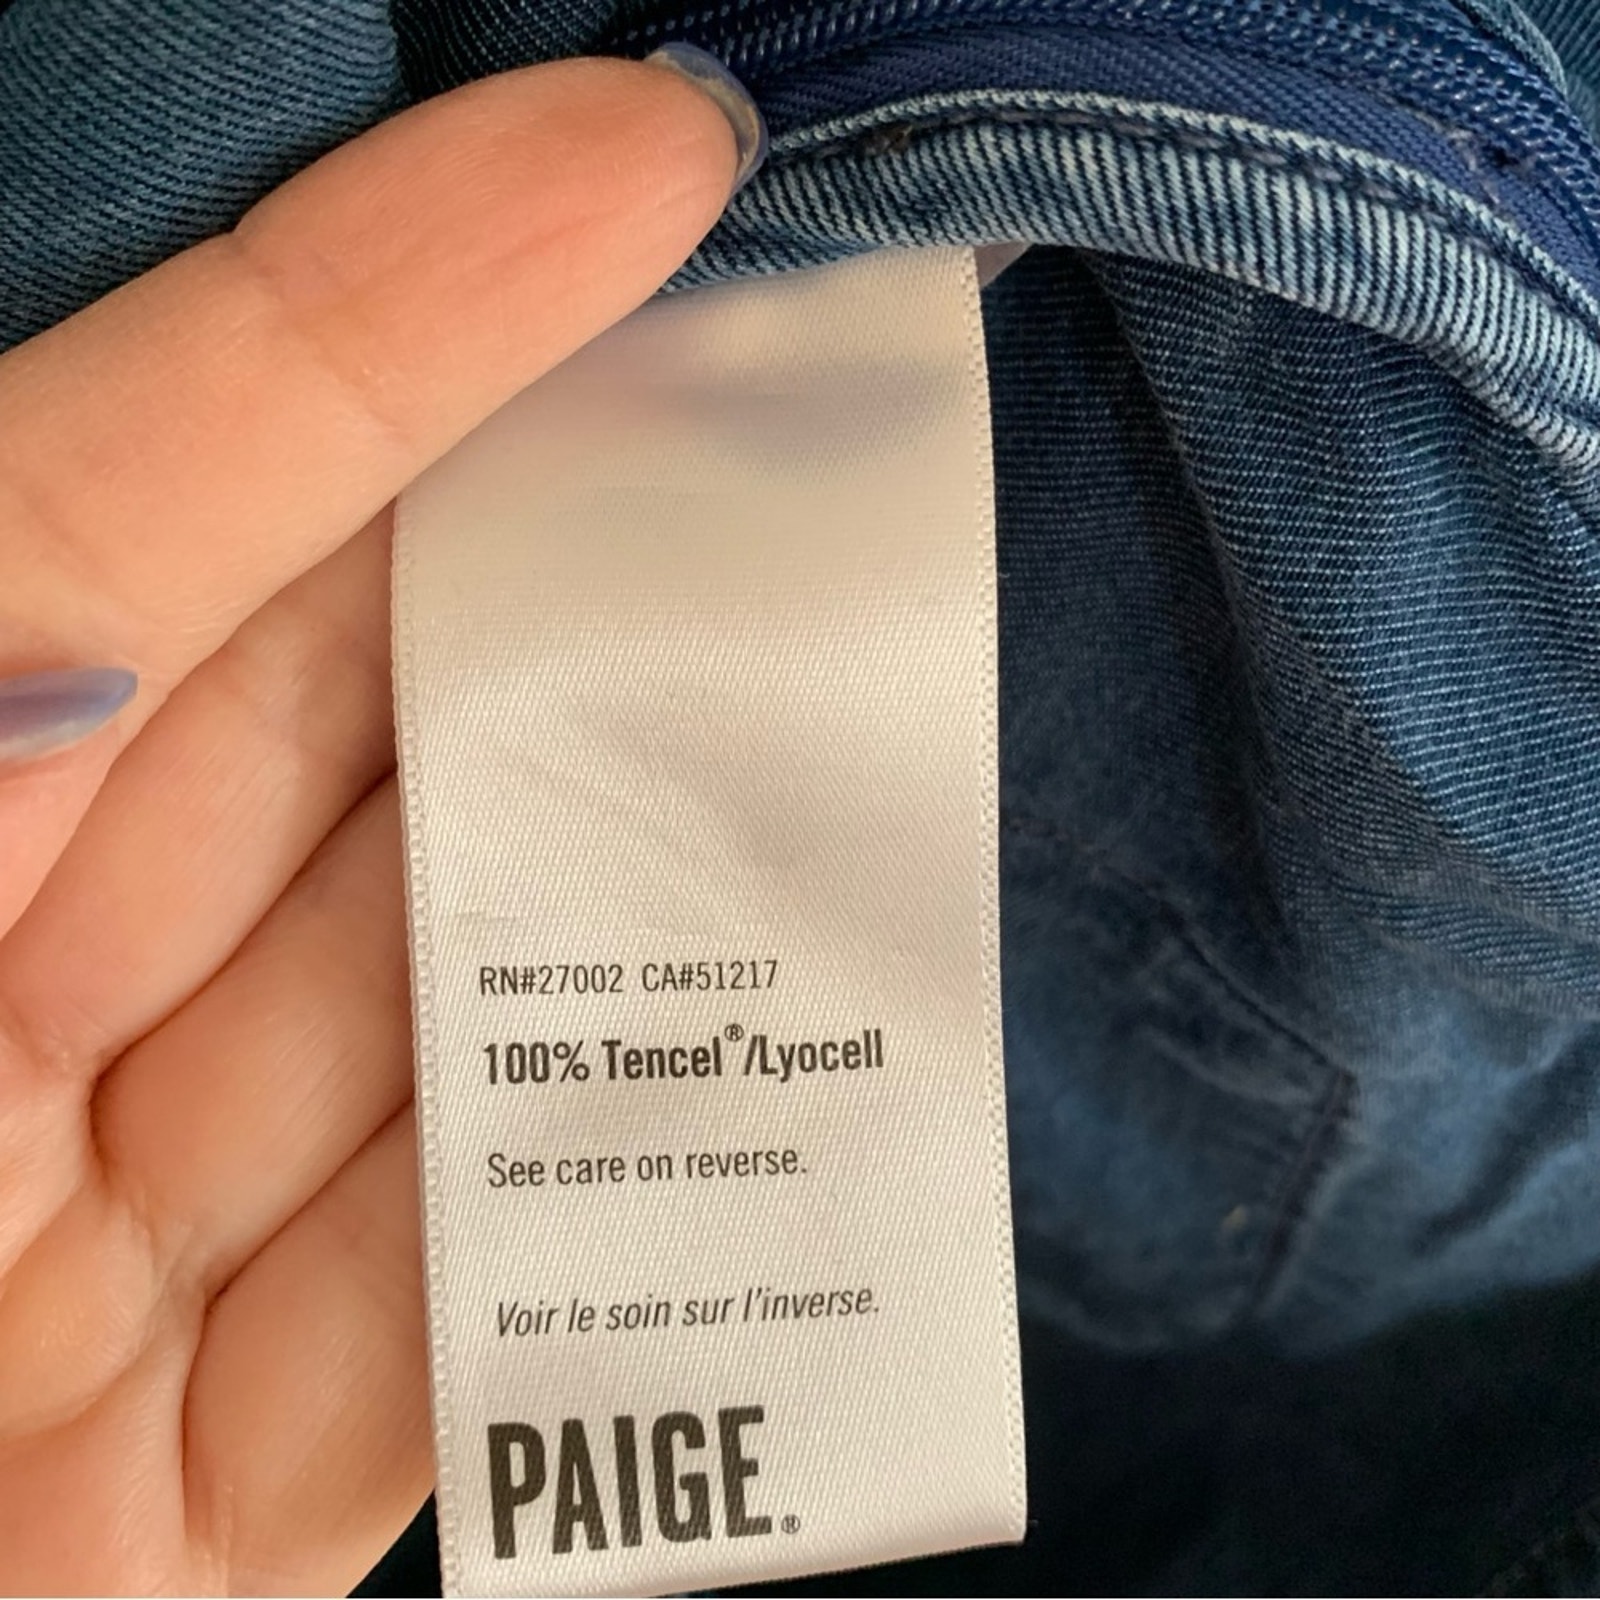 RN#27002 CA#51217
100% Tencel®/Lyocell
See care on reverse.
Voir le soin sur l'inverse.
PAIGE®